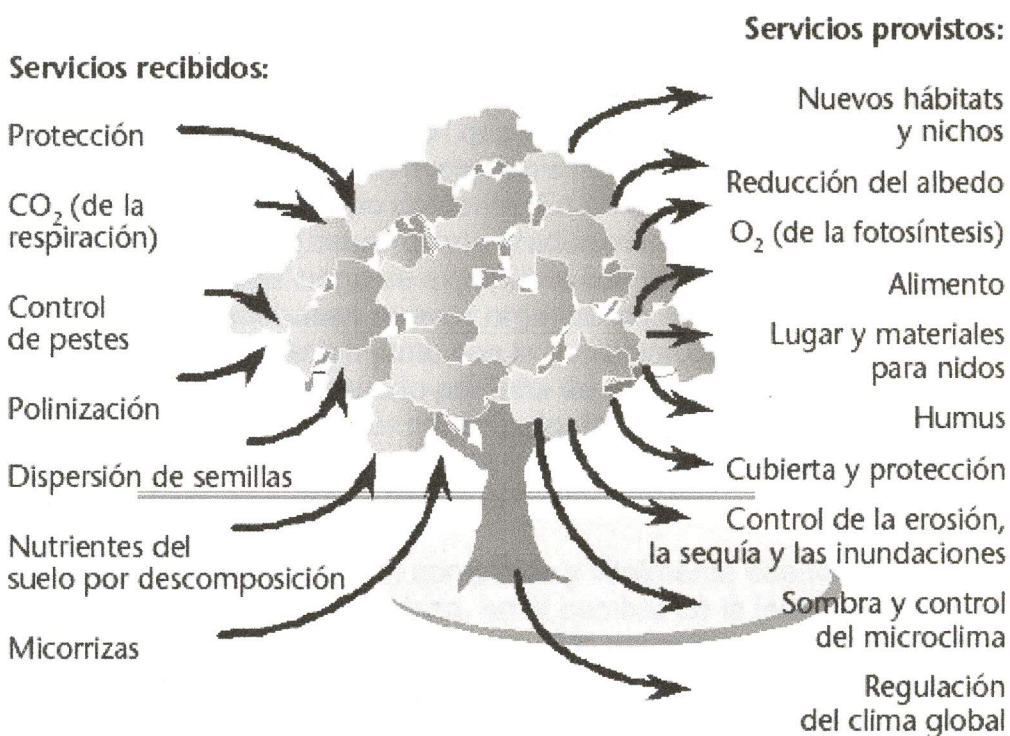 Servicios recibidos:
Protección
CO₂ (de la
respiración)
Control
de pestes
Polinización
Dispersión de semillas
Nutrientes del
suelo por descomposición
Micorrizas
Servicios provistos:
Nuevos hábitats
y nichos
Reducción del albedo
O₂ (de la fotosíntesis)
Alimento
Lugar y materiales
para nidos
Humus
Cubierta y protección
Control de la erosión,
la sequía y las inundaciones
Sombra y control
del microclima
Regulación
del clima global